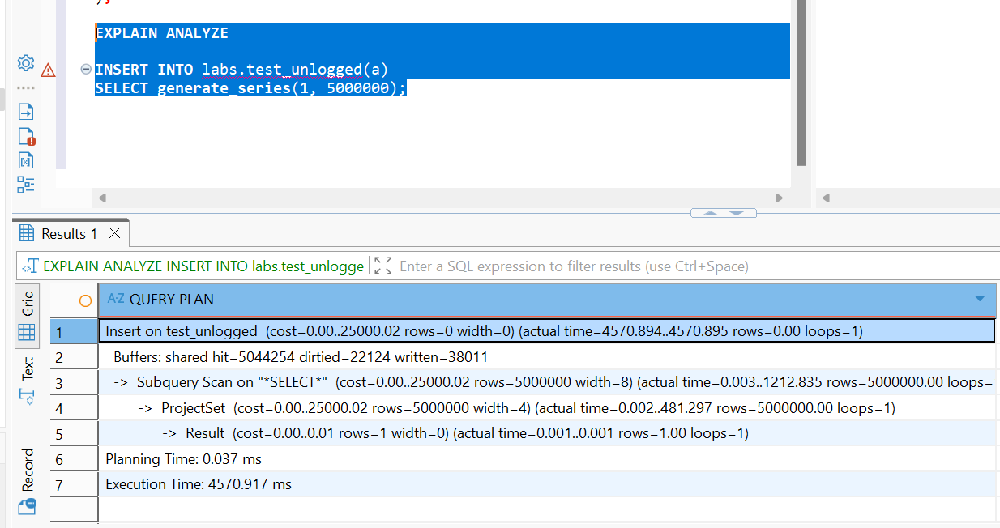 );
EXPLAIN ANALYZE
INSERT INTO labs.test_unlogged(a)
SELECT generate_series(1, 5000000);
Results 1
EXPLAIN ANALYZE INSERT INTO labs.test_unlogge
Enter a SQL expression to filter results (use Ctrl+Space)
Grid
Text
Record
A-Z QUERY PLAN
1 Insert on test_unlogged (cost=0.00..25000.02 rows=0 width=0) (actual time=4570.894..4570.895 rows=0.00 loops=1)
2 Buffers: shared hit=5044254 dirtied=22124 written=38011
3 -> Subquery Scan on "*SELECT*" (cost=0.00..25000.02 rows=5000000 width=8) (actual time=0.003..1212.835 rows=5000000.00 loops=
4 -> ProjectSet (cost=0.00..25000.02 rows=5000000 width=4) (actual time=0.002..481.297 rows=5000000.00 loops=1)
5 -> Result (cost=0.00..0.01 rows=1 width=0) (actual time=0.001..0.001 rows=1.00 loops=1)
6 Planning Time: 0.037 ms
7 Execution Time: 4570.917 ms